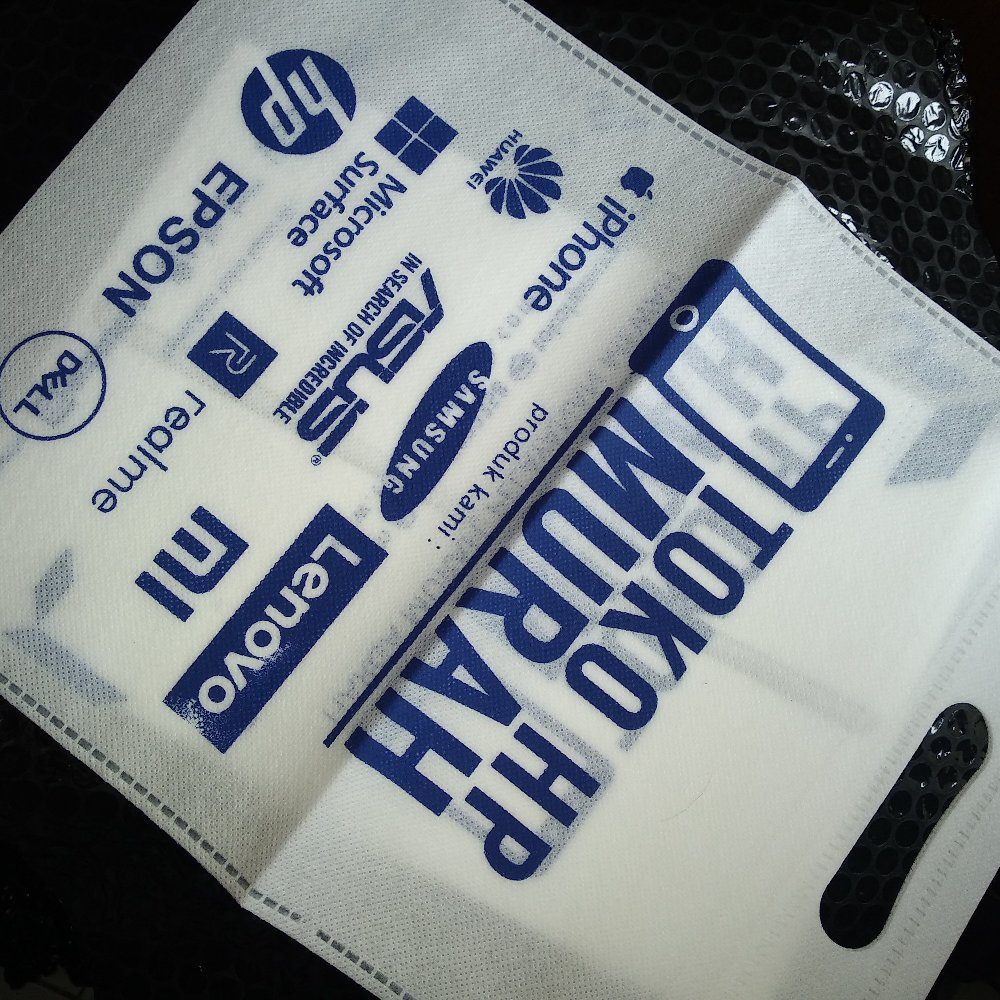 TOKO HP
MURAH
produk kami :
iPhone
SAMSUNG
Lenovo
HUAWEI
ASUS®
IN SEARCH OF INCREDIBLE
mi
Microsoft
Surface
R
realme
hp
EPSON
DELL